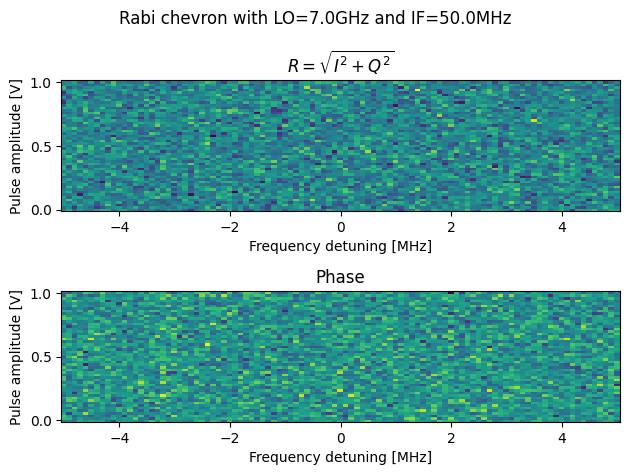 Rabi chevron with LO=7.0GHz and IF=50.0MHz
R = √I² + Q²
Pulse amplitude [V]
1.0
0.5
0.0
−4 −2 0 2 4
Frequency detuning [MHz]
Phase
Pulse amplitude [V]
1.0
0.5
0.0
−4 −2 0 2 4
Frequency detuning [MHz]